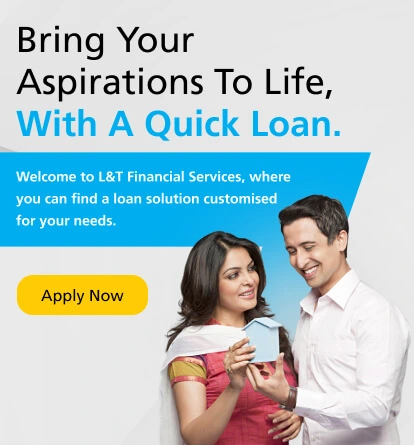 Bring Your
Aspirations To Life,
With A Quick Loan.
Welcome to L&T Financial Services, where
you can find a loan solution customised
for your needs.
Apply Now